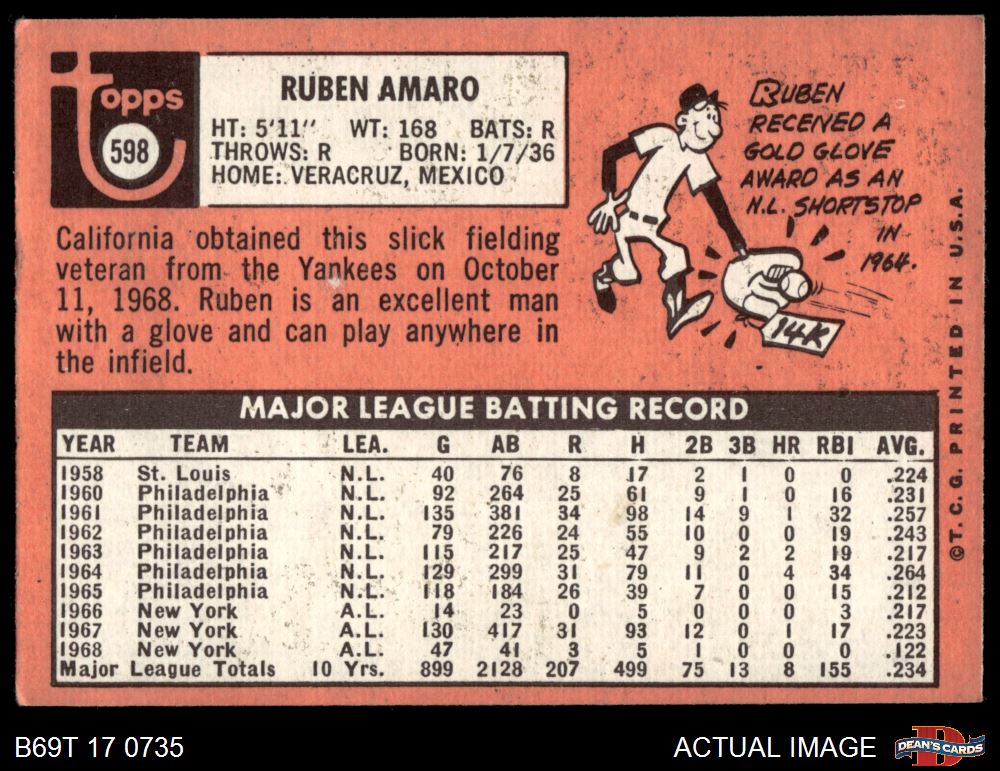 topps
598
RUBEN AMARO
HT: 5'11" WT: 168 BATS: R
THROWS: R BORN: 1/7/36
HOME: VERACRUZ, MEXICO
California obtained this slick fielding
veteran from the Yankees on October
11, 1968. Ruben is an excellent man
with a glove and can play anywhere in
the infield.
RUBEN
RECEIVED A
GOLD GLOVE
AWARD AS AN
N.L. SHORTSTOP
IN
1964.
14K
MAJOR LEAGUE BATTING RECORD
YEAR TEAM LEA. G AB R H 2B 3B HR RBI AVG.
1958 St. Louis N.L. 40 76 8 17 2 1 0 0 .224
1960 Philadelphia N.L. 92 264 25 61 9 1 0 16 .231
1961 Philadelphia N.L. 135 381 34 98 14 9 1 32 .257
1962 Philadelphia N.L. 79 226 24 55 10 0 0 19 .243
1963 Philadelphia N.L. 115 217 25 47 9 2 2 19 .217
1964 Philadelphia N.L. 129 299 31 79 11 0 4 34 .264
1965 Philadelphia N.L. 118 184 26 39 7 0 0 15 .212
1966 New York A.L. 14 23 0 5 0 0 0 3 .217
1967 New York A.L. 130 417 31 93 12 0 1 17 .223
1968 New York A.L. 47 41 3 5 1 0 0 0 .122
Major League Totals 10 Yrs. 899 2128 207 499 75 13 8 155 .234
©T.C.G. PRINTED IN U.S.A.
B69T 17 0735
ACTUAL IMAGE
D
DEAN'S CARDS